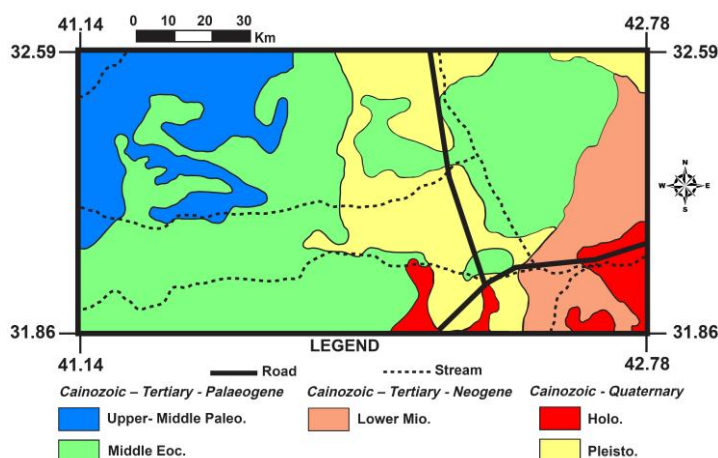 41.14 42.78
0 10 20 30
Km
32.59 32.59
N
W E
S
31.86 31.86
41.14 LEGEND 42.78
Road Stream
Cainozoic – Tertiary - Palaeogene Cainozoic – Tertiary - Neogene Cainozoic - Quaternary
Upper- Middle Paleo. Lower Mio. Holo.
Middle Eoc. Pleisto.